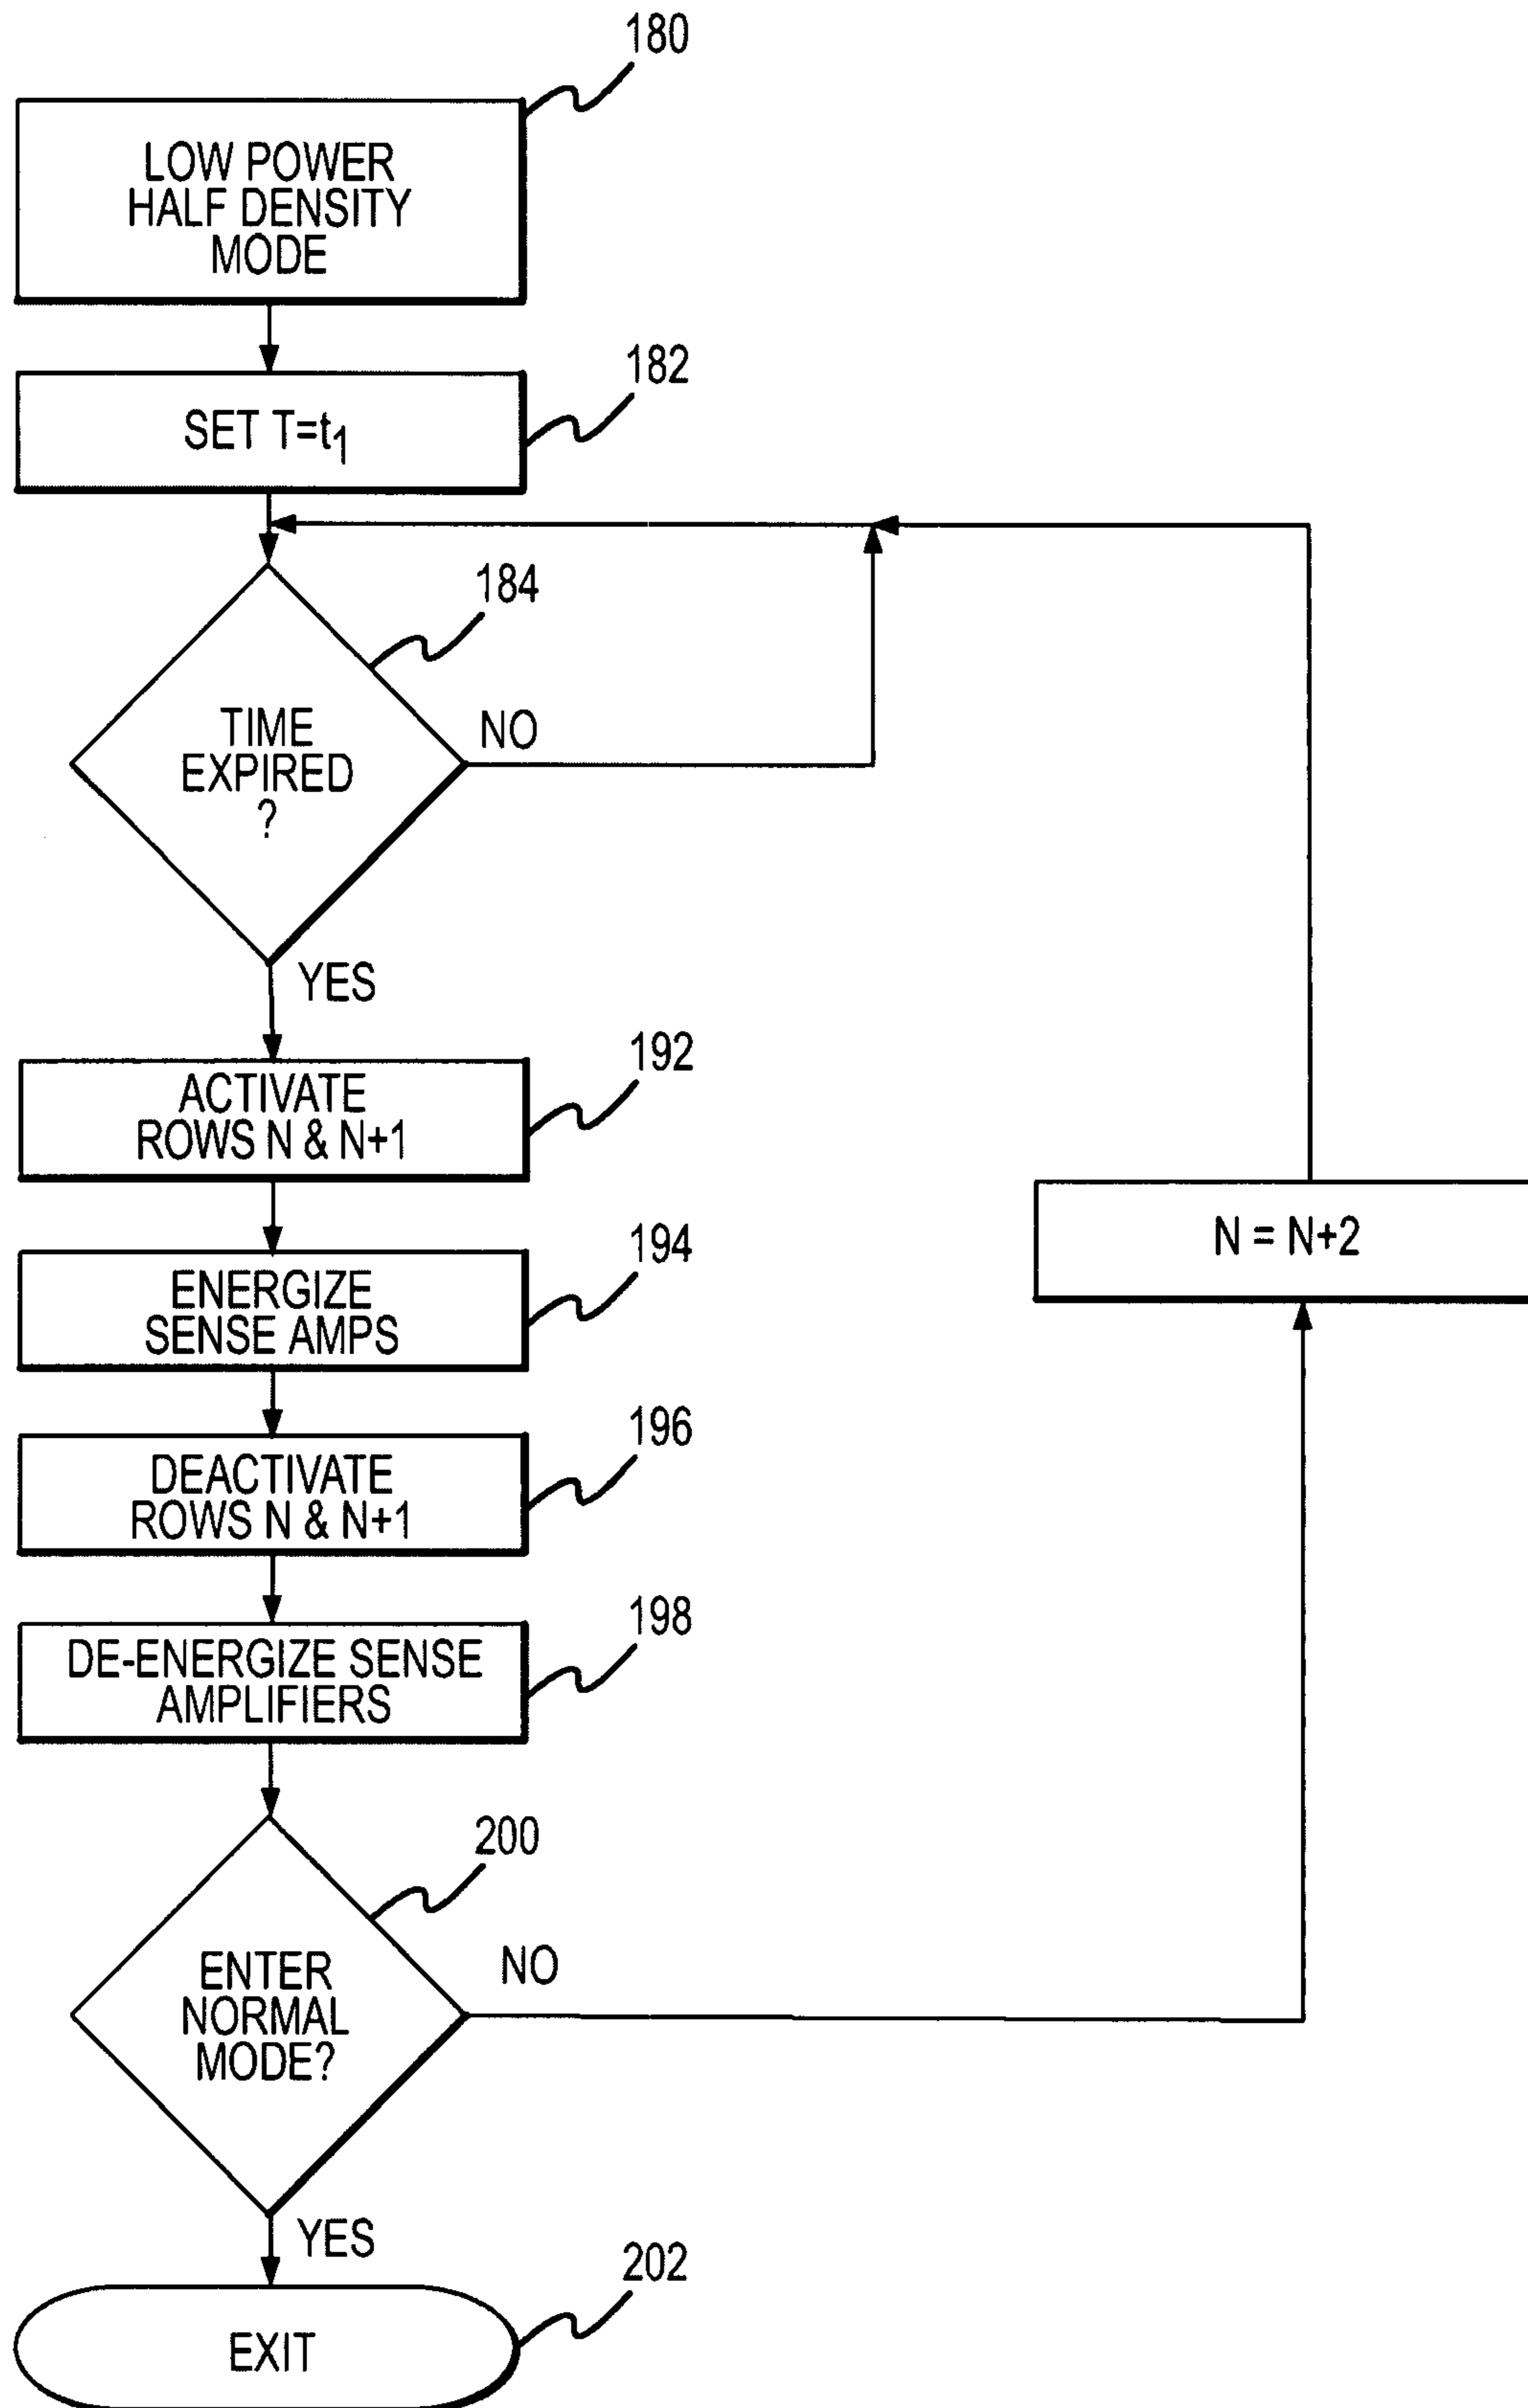 180
LOW POWER
HALF DENSITY
MODE
182
SET T=t1
184
TIME
EXPIRED
?
NO
YES
192
ACTIVATE
ROWS N & N+1
194
ENERGIZE
SENSE AMPS
N = N+2
196
DEACTIVATE
ROWS N & N+1
198
DE-ENERGIZE SENSE
AMPLIFIERS
200
ENTER
NORMAL
MODE?
NO
YES
202
EXIT